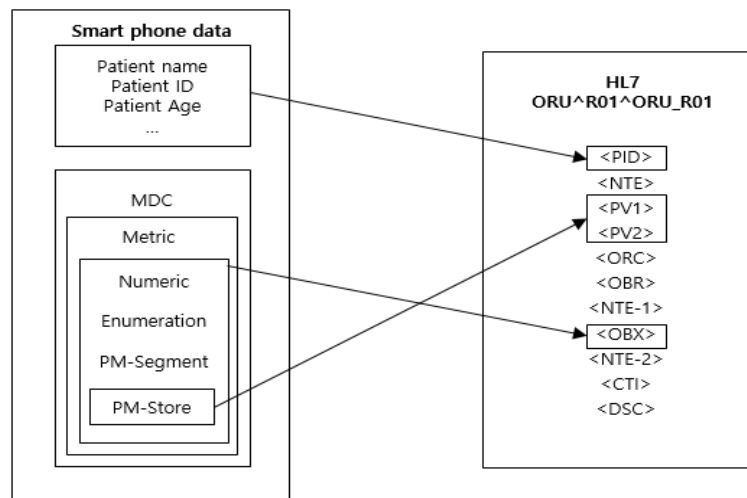 Smart phone data
Patient name
Patient ID
Patient Age
...
MDC
Metric
Numeric
Enumeration
PM-Segment
PM-Store
HL7
ORU^R01^ORU_R01
<PID>
<NTE>
<PV1>
<PV2>
<ORC>
<OBR>
<NTE-1>
<OBX>
<NTE-2>
<CTI>
<DSC>